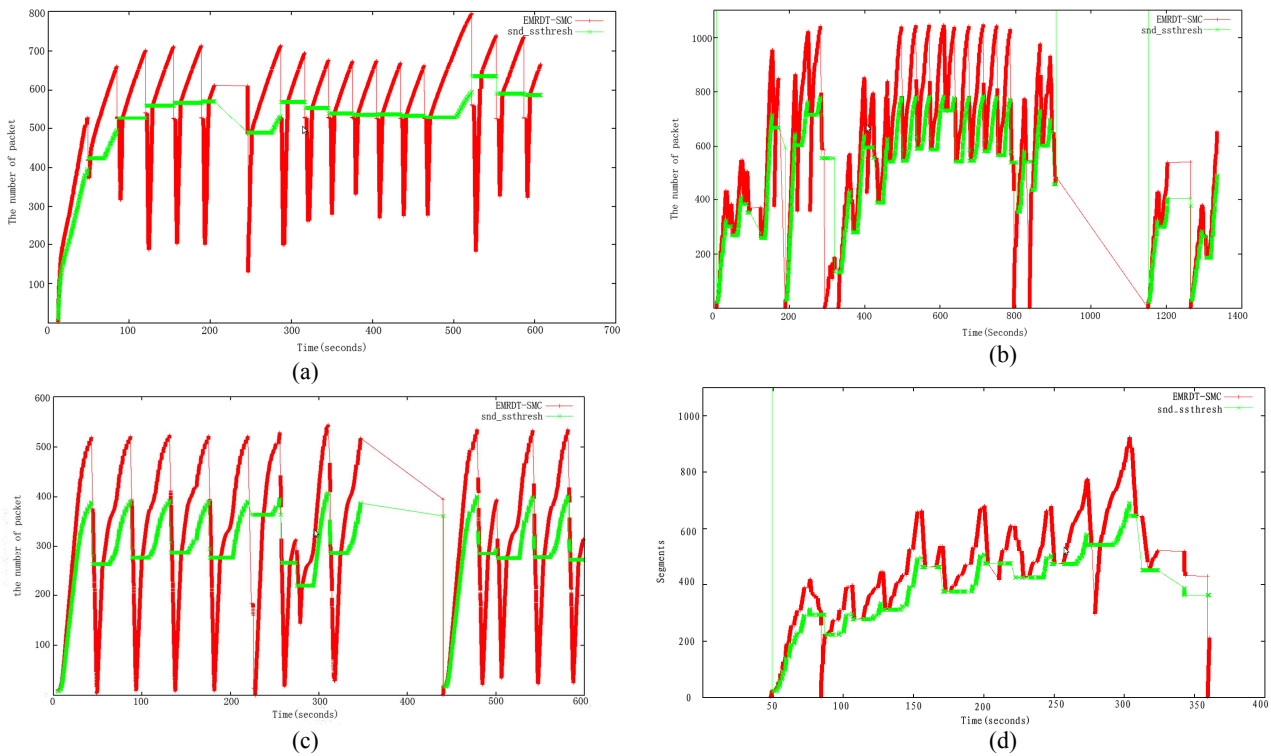 EMRDT-SMC
snd_ssthresh
The number of packet
800
700
600
500
400
300
200
100
0 100 200 300 400 500 600 700
Time(seconds)
(a)
EMRDT-SMC
snd_ssthresh
The number of packet
1000
800
600
400
200
0
0 200 400 600 800 1000 1200 1400
Time(Seconds)
(b)
EMRDT-SMC
snd_ssthresh
the number of packet
600
500
400
300
200
100
0 100 200 300 400 500 600
Time(seconds)
(c)
EMRDT-SMC
snd_ssthresh
Segments
1000
800
600
400
200
0
50 100 150 200 250 300 350 400
Time(seconds)
(d)